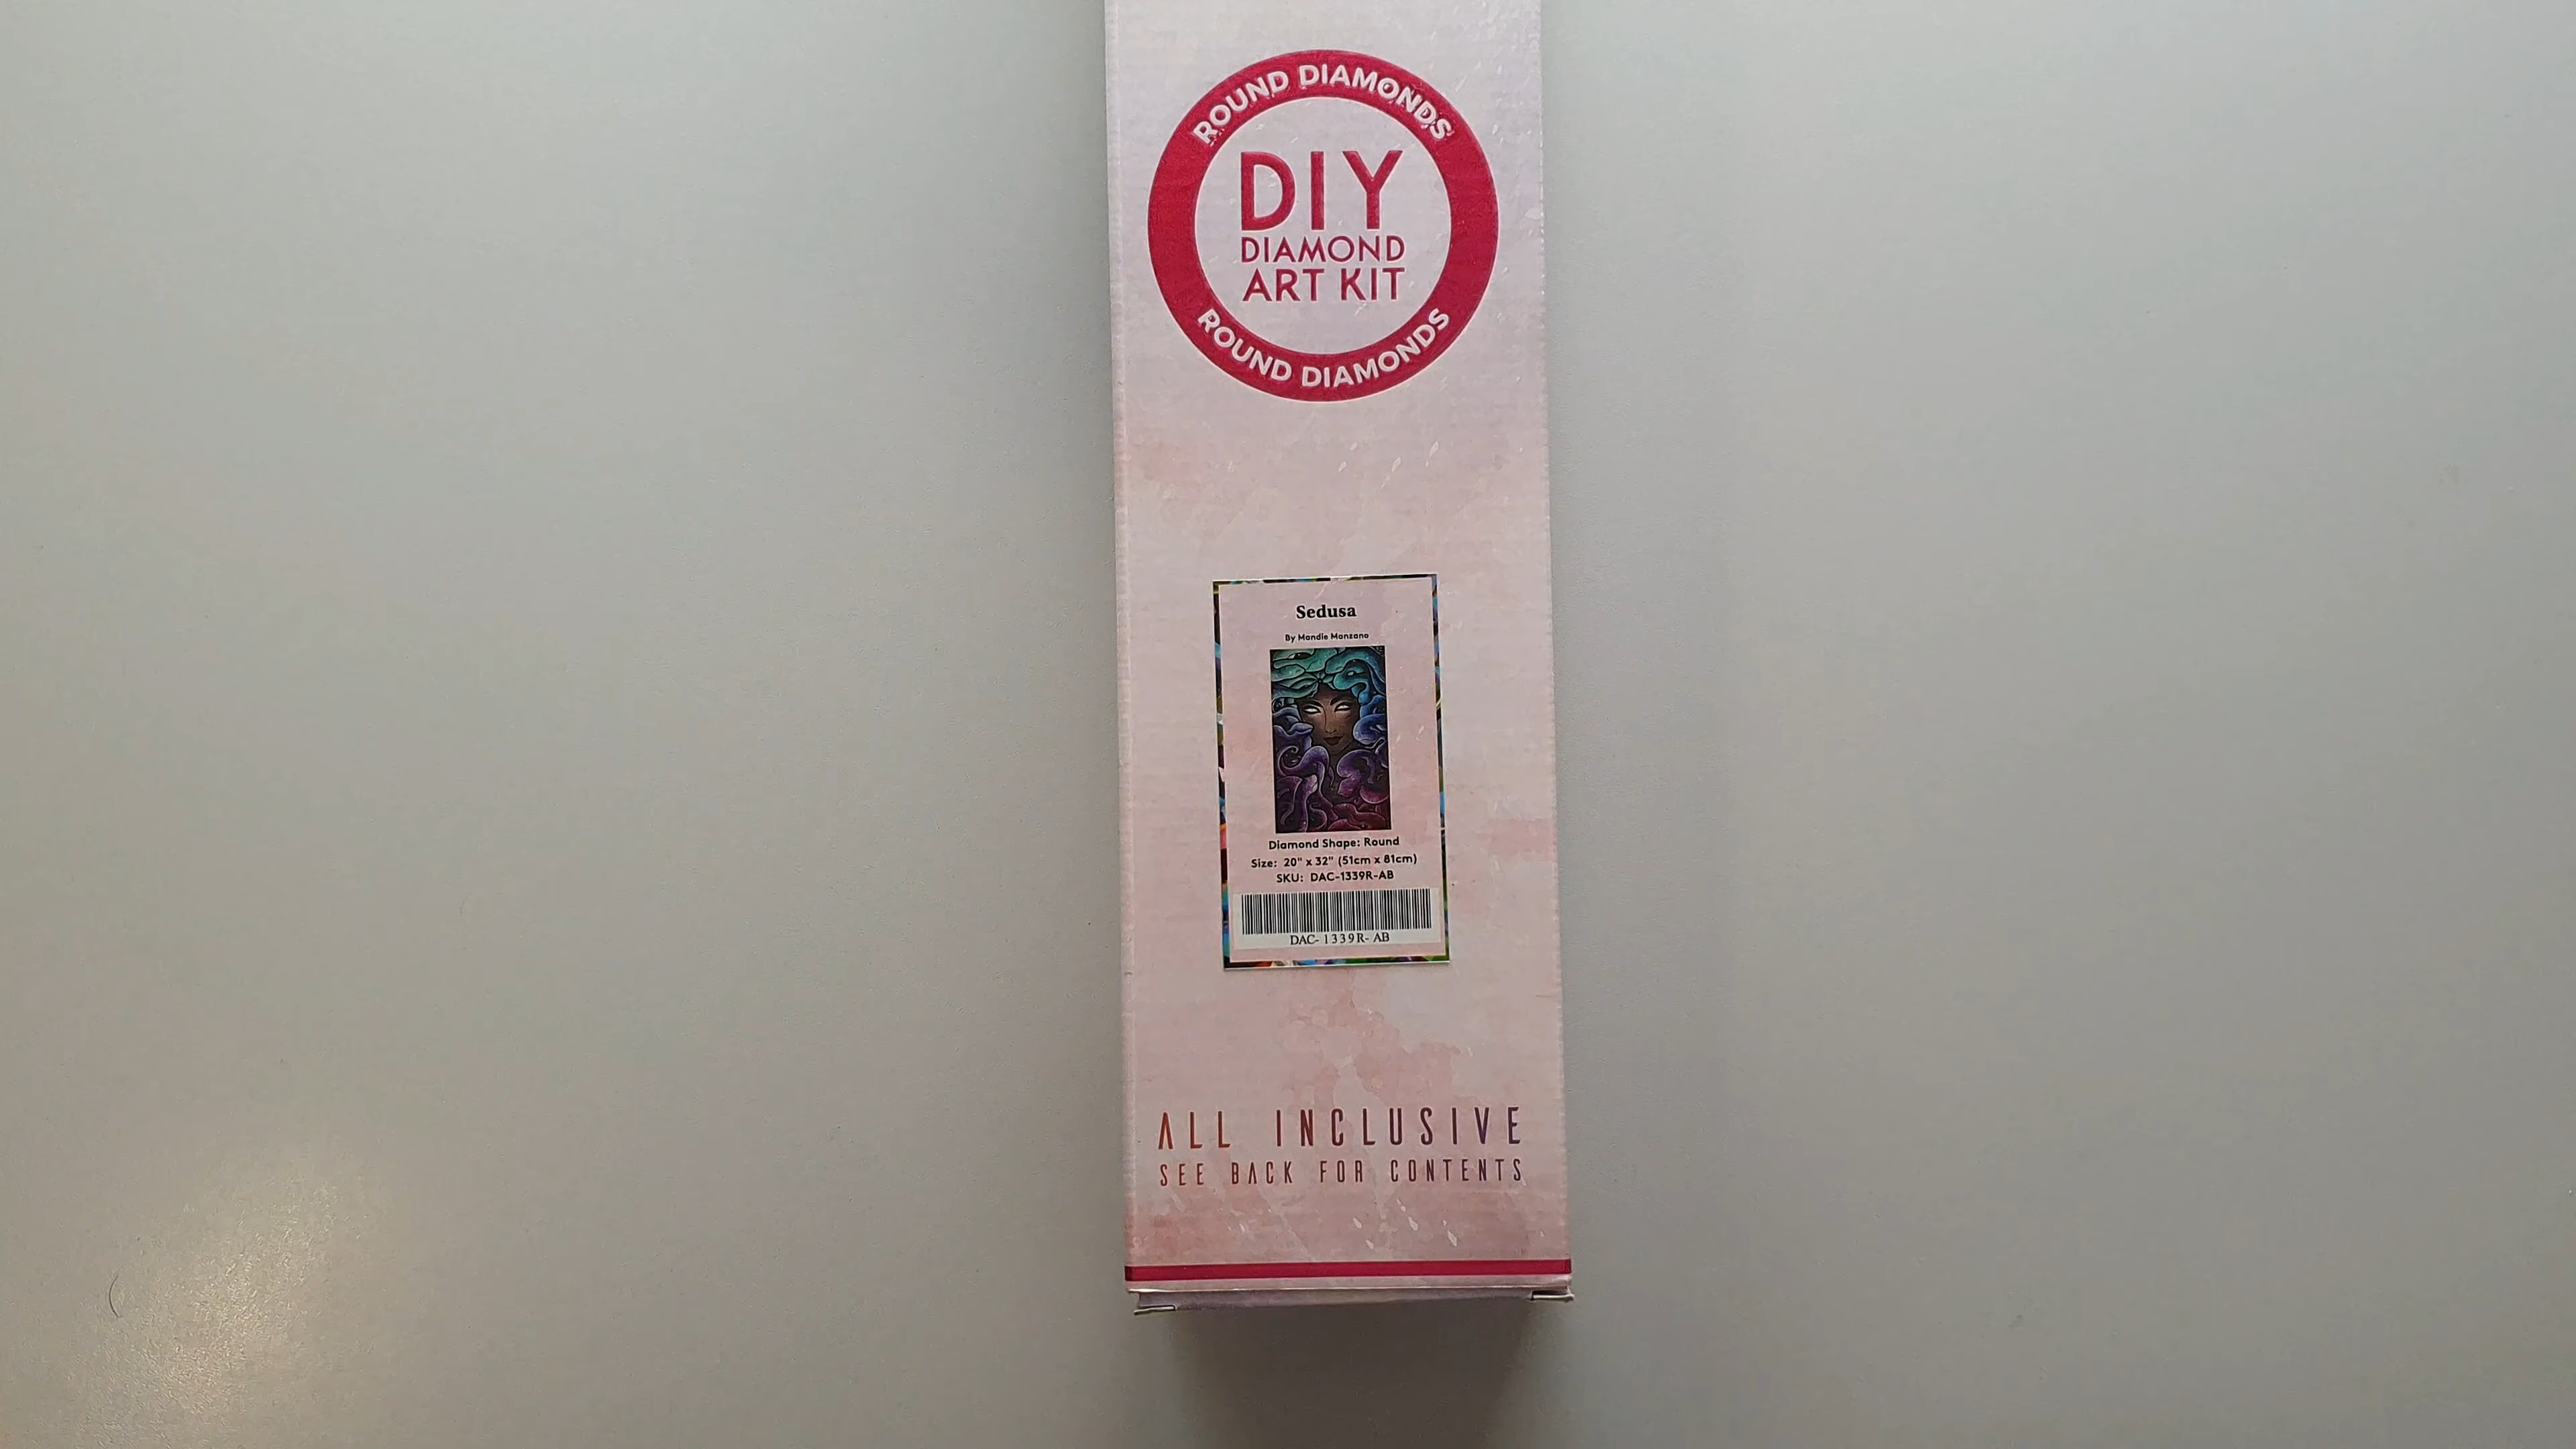 ROUND DIAMONDS
DIY
DIAMOND
ART KIT
ROUND DIAMONDS
Sedusa
By Mandie Manzano
Diamond Shape: Round
Size: 20" x 32" (51cm x 81cm)
SKU: DAC-1339R-AB
DAC- 1339R- AB
ALL INCLUSIVE
SEE BACK FOR CONTENTS